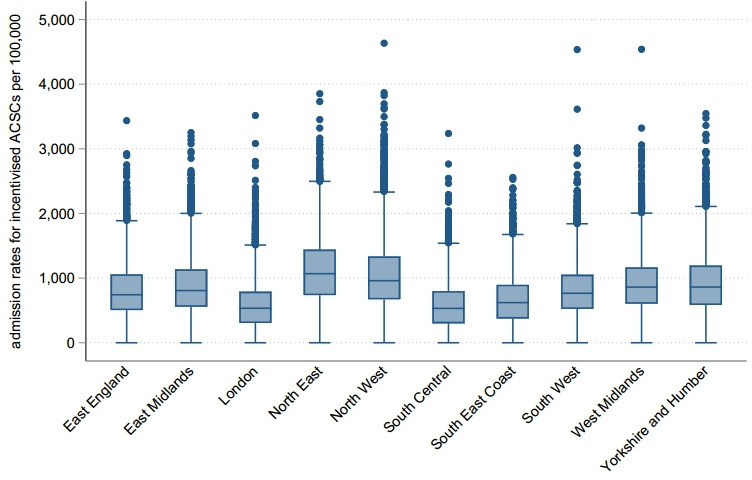 admission rates for incentivised ACSCs per 100,000
5,000
4,000
3,000
2,000
1,000
0
East England
East Midlands
London
North East
North West
South Central
South East Coast
South West
West Midlands
Yorkshire and Humber